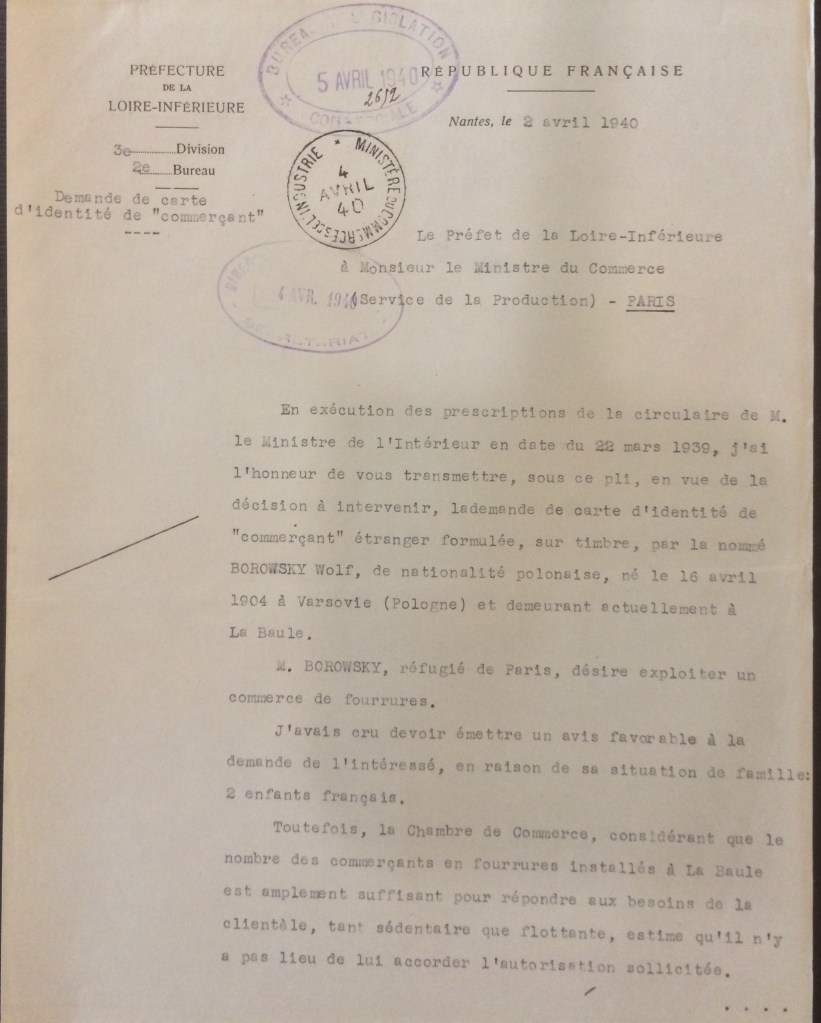 PRÉFECTURE
DE LA
LOIRE-INFÉRIEURE
3e Division
2e Bureau
Demande de carte
d'identité de "commerçant"
----
5 AVRIL 1940
2612
RÉPUBLIQUE FRANÇAISE
Nantes, le 2 avril 1940
MINISTÈRE DU COMMERCE & DE L'INDUSTRIE
4
AVRIL
40
Le Préfet de la Loire-Inférieure
à Monsieur le Ministre du Commerce
(Service de la Production) - PARIS
4 AVR. 1940
SECRETARIAT
En exécution des prescriptions de la circulaire de M.
le Ministre de l'Intérieur en date du 22 mars 1939, j'ai
l'honneur de vous transmettre, sous ce pli, en vue de la
décision à intervenir, lademande de carte d'identité de
"commerçant" étranger formulée, sur timbre, par la nommé
BOROWSKY Wolf, de nationalité polonaise, né le 16 avril
1904 à Varsovie (Pologne) et demeurant actuellement à
La Baule.
M. BOROWSKY, réfugié de Paris, désire exploiter un
commerce de fourrures.
J'avais cru devoir émettre un avis favorable à la
demande de l'intéressé, en raison de sa situation de famille:
2 enfants français.
Toutefois, la Chambre de Commerce, considérant que le
nombre des commerçants en fourrures installés à La Baule
est amplement suffisant pour répondre aux besoins de la
clientèle, tant sédentaire que flottante, estime qu'il n'y
a pas lieu de lui accorder l'autorisation sollicitée.
....